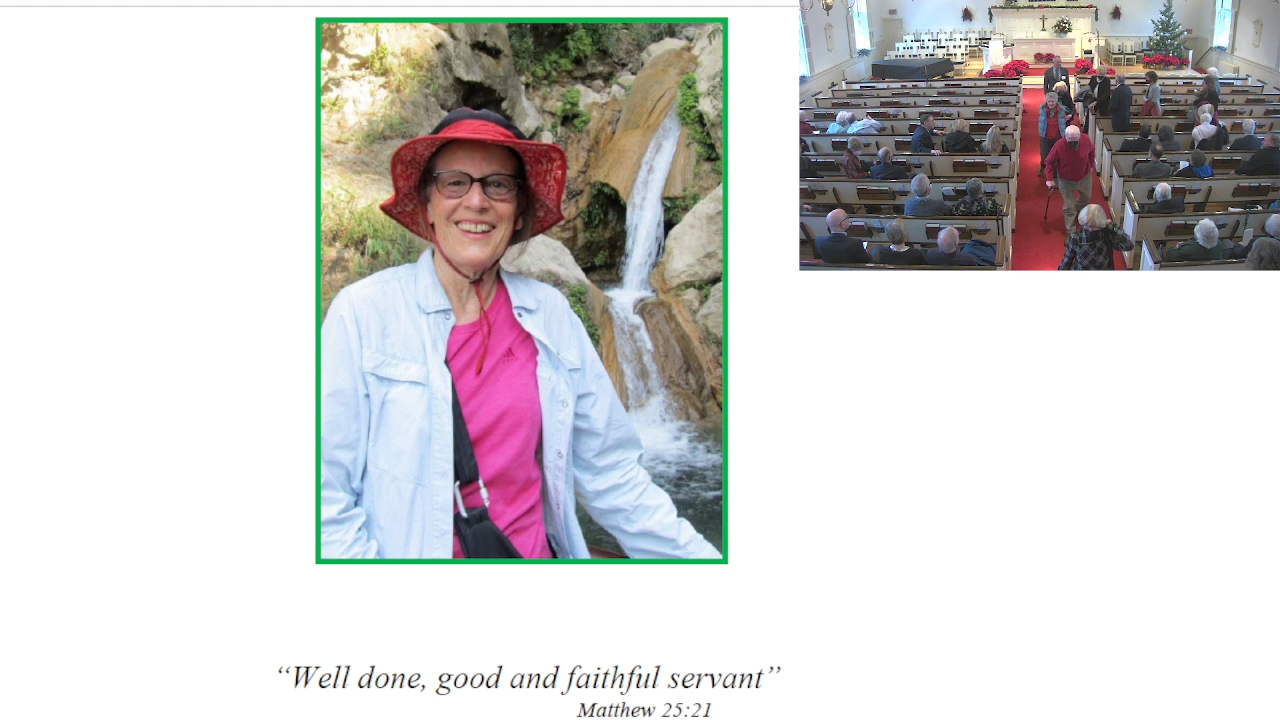 “Well done, good and faithful servant”
Matthew 25:21